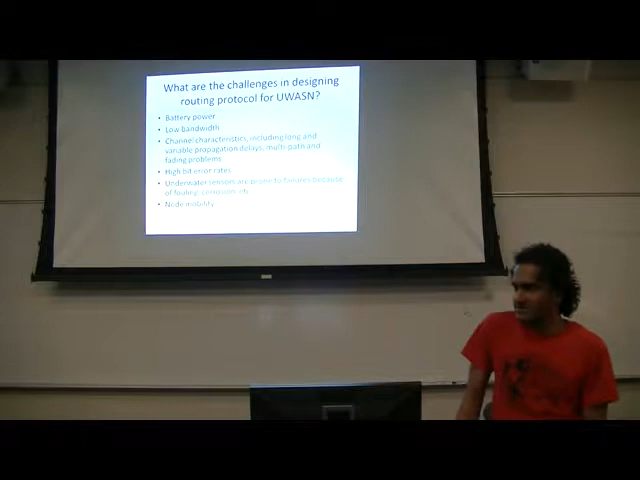 What are the challenges in designing
routing protocol for UWASN?
• Battery power
• Low bandwidth
• Channel characteristics, including long and
variable propagation delays, multi-path and
fading problems
• High bit error rates
• Underwater sensors are prone to failures because
of fouling, corrosion, etc
• Node mobility